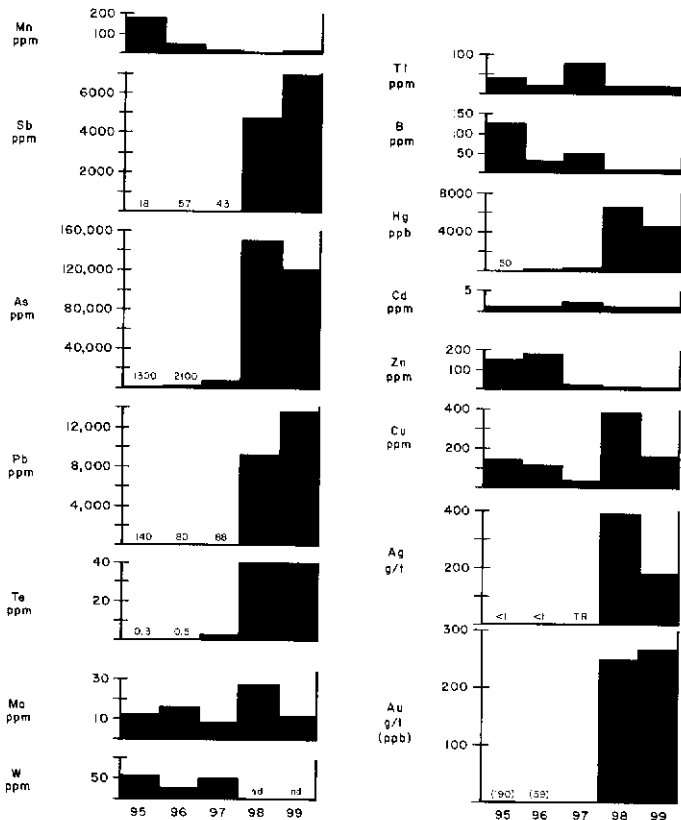 Mn
ppm
200
100
Sb
ppm
6000
4000
2000
18 57 43
As
ppm
160,000
120,000
80,000
40,000
1300 2100
Pb
ppm
12,000
8,000
4,000
140 80 88
Te
ppm
40
20
0.3 0.5
Mo
ppm
30
10
W
ppm
50
nd nd
95 96 97 98 99
Tl
ppm
100
B
ppm
150
100
50
Hg
ppb
8000
4000
50
Cd
ppm
5
Zn
ppm
200
100
Cu
ppm
400
200
Ag
g/t
400
200
<1 <1 TR
Au
g/t
(ppb)
300
200
100
(59)
95 96 97 98 99